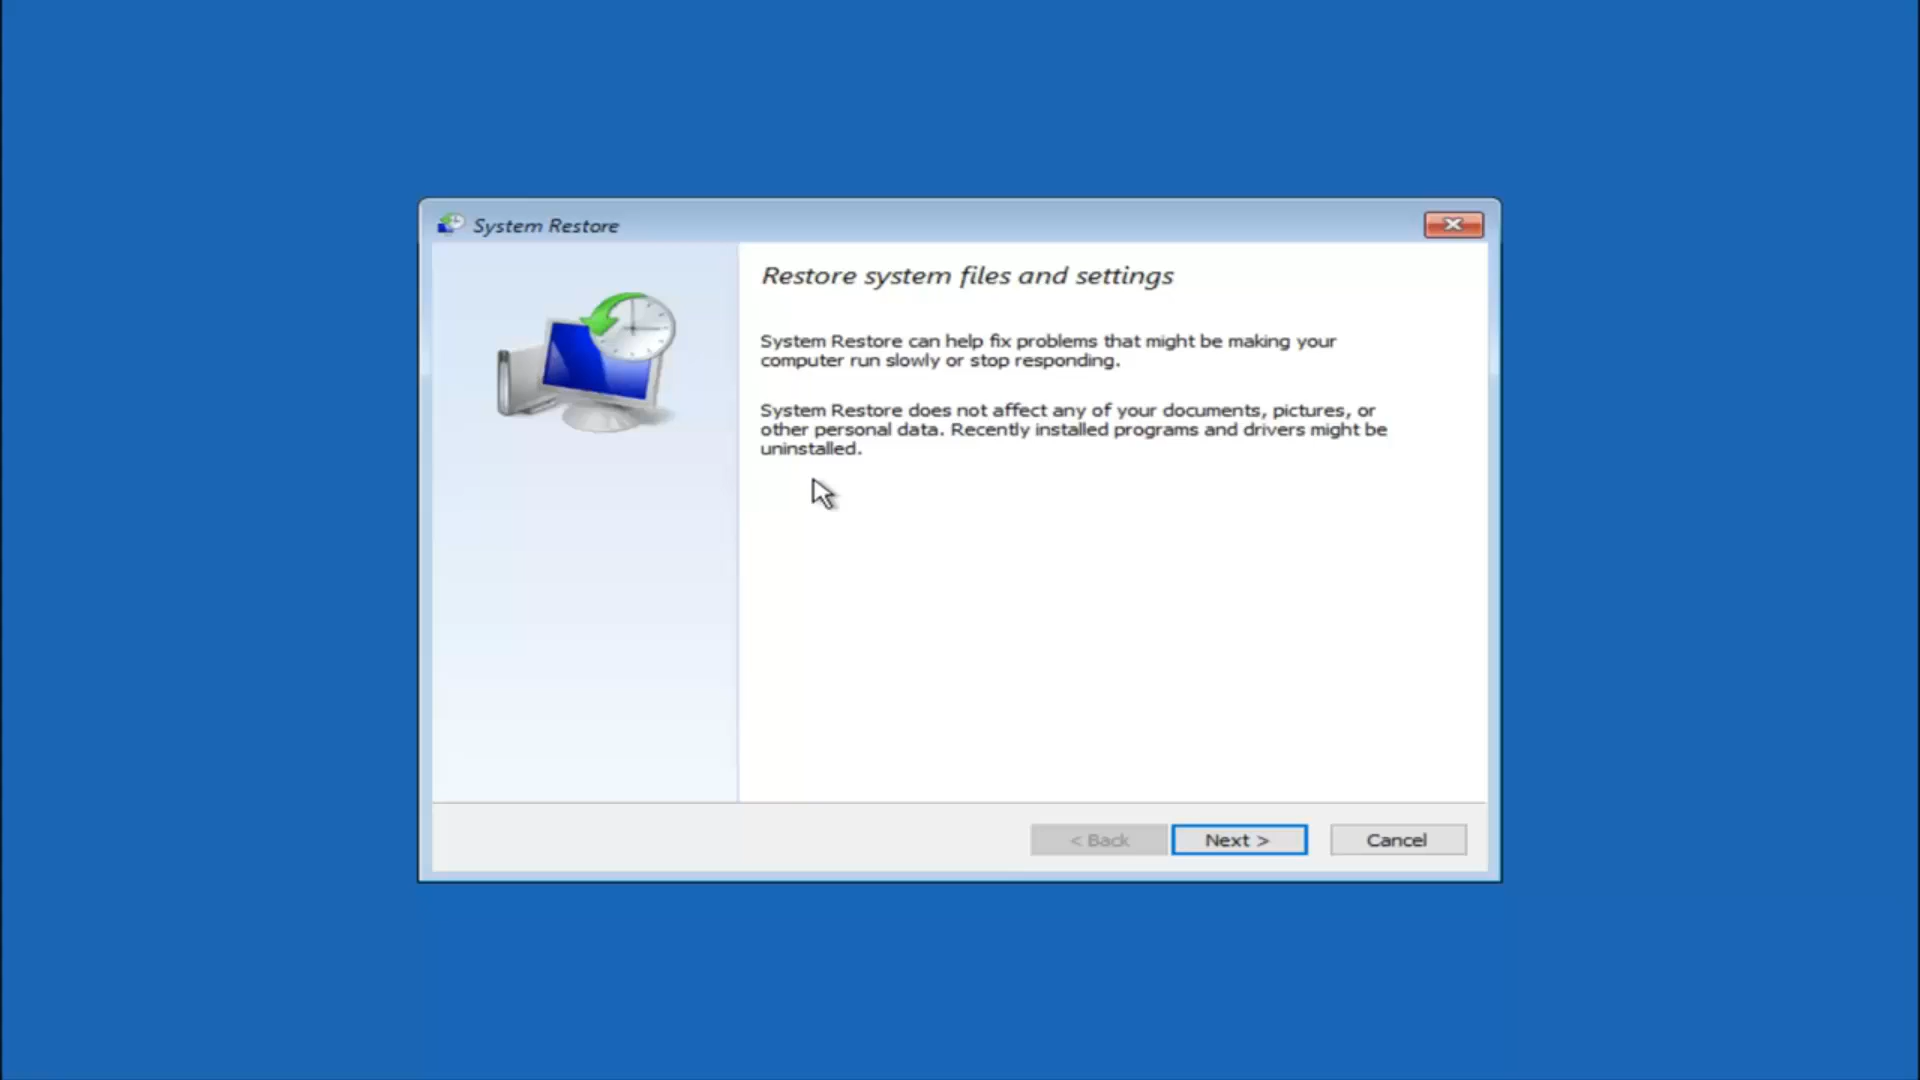 System Restore
Restore system files and settings
System Restore can help fix problems that might be making your
computer run slowly or stop responding.
System Restore does not affect any of your documents, pictures, or
other personal data. Recently installed programs and drivers might be
uninstalled.
< Back
Next >
Cancel